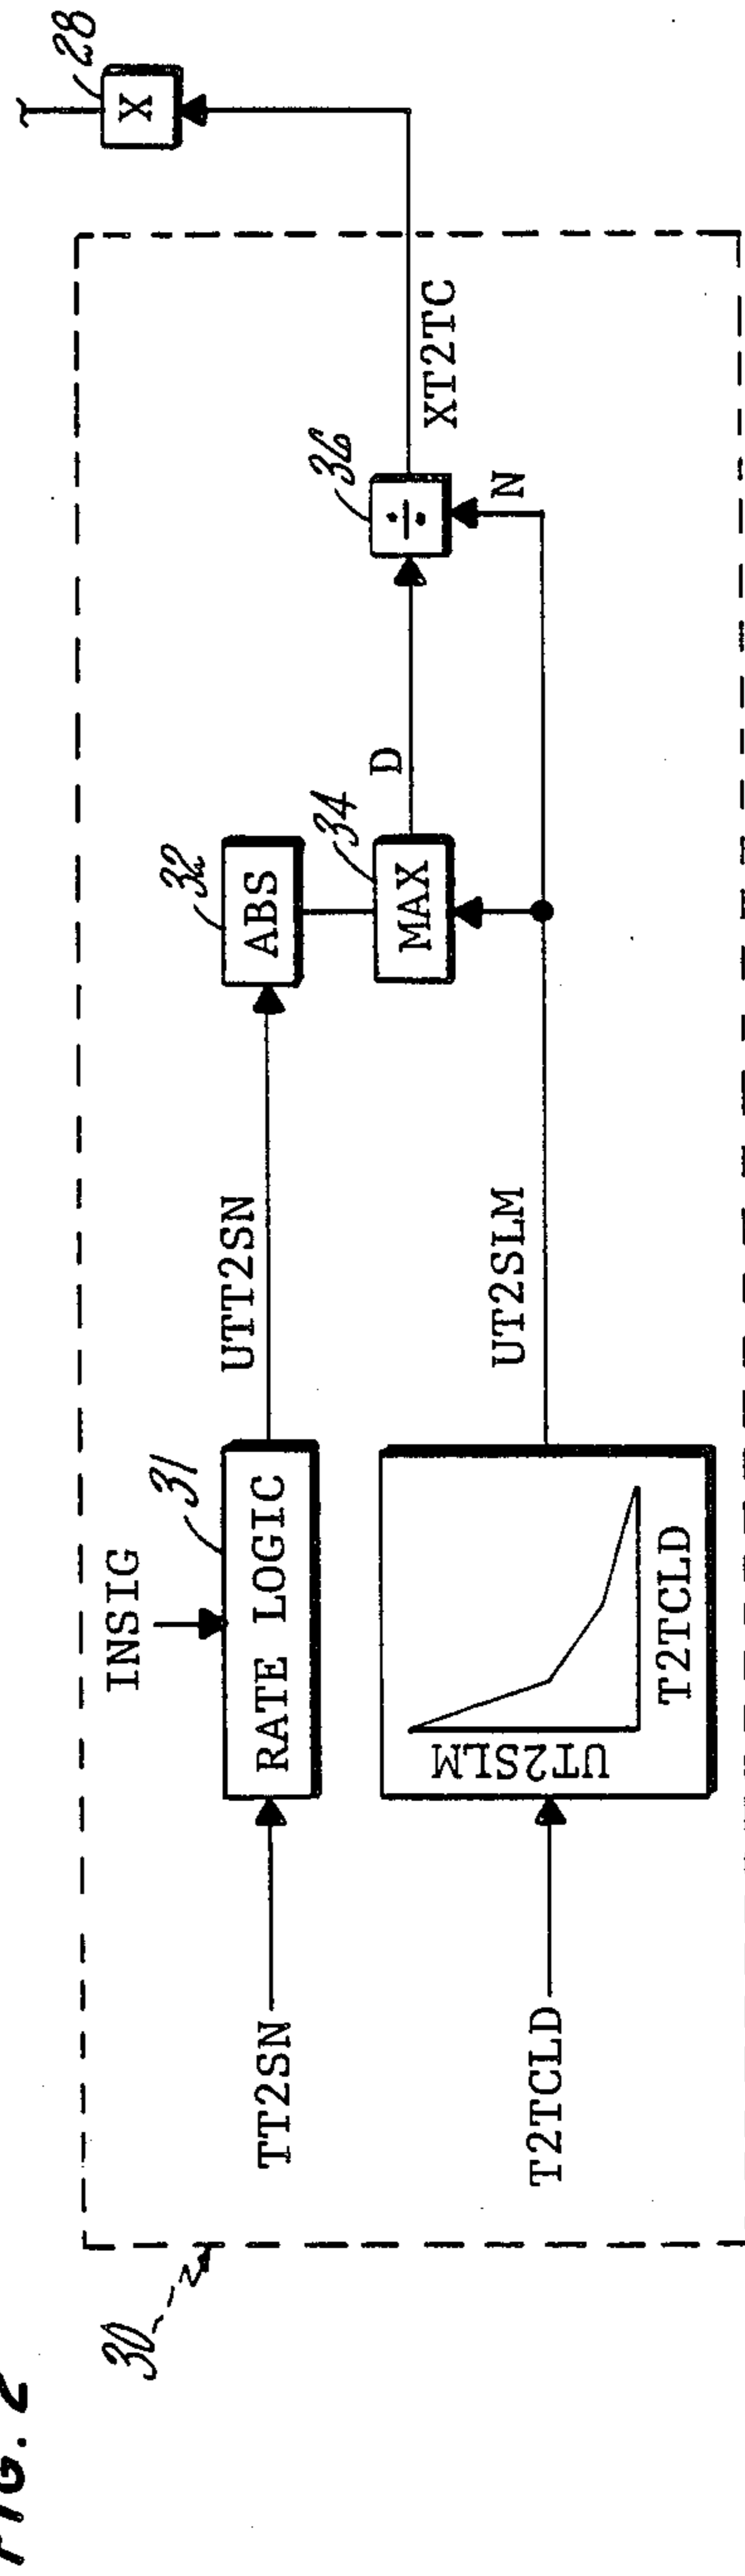 FIG. 2
30
INSIG
31
TT2SN
RATE LOGIC
UTT2SN
32
ABS
34
MAX
D
36
÷
N
XT2TC
28
X
T2TCLD
UT2SLM
T2TCLD
UT2SLM